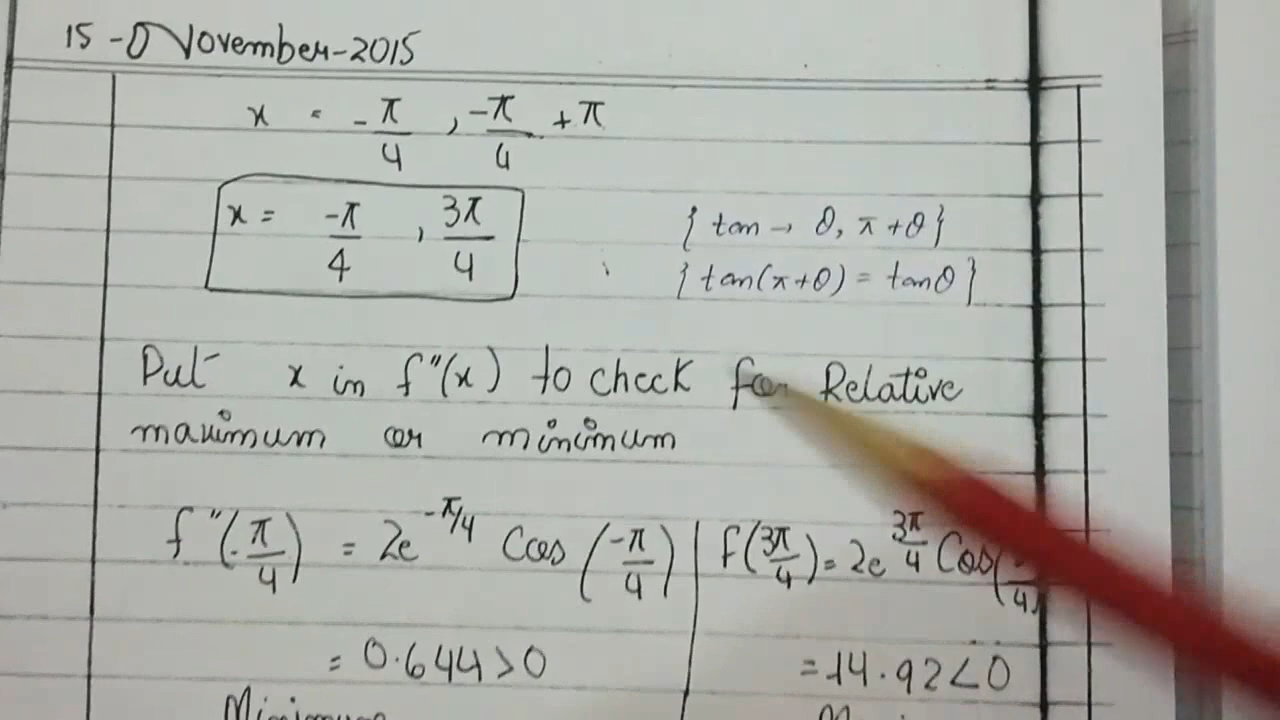 15-November-2015
x = -π/4 , -π/4 + π
x = -π/4 , 3π/4
{tan → θ, π+θ}
{tan(π+θ) = tanθ}
Put x in f"(x) to check for Relative
maximum or minimum
f"(-π/4) = 2e^-π/4 Cos(-π/4)
= 0.644>0
Minimum
f(3π/4) = 2e^3π/4 Cos(
= -14.92<0